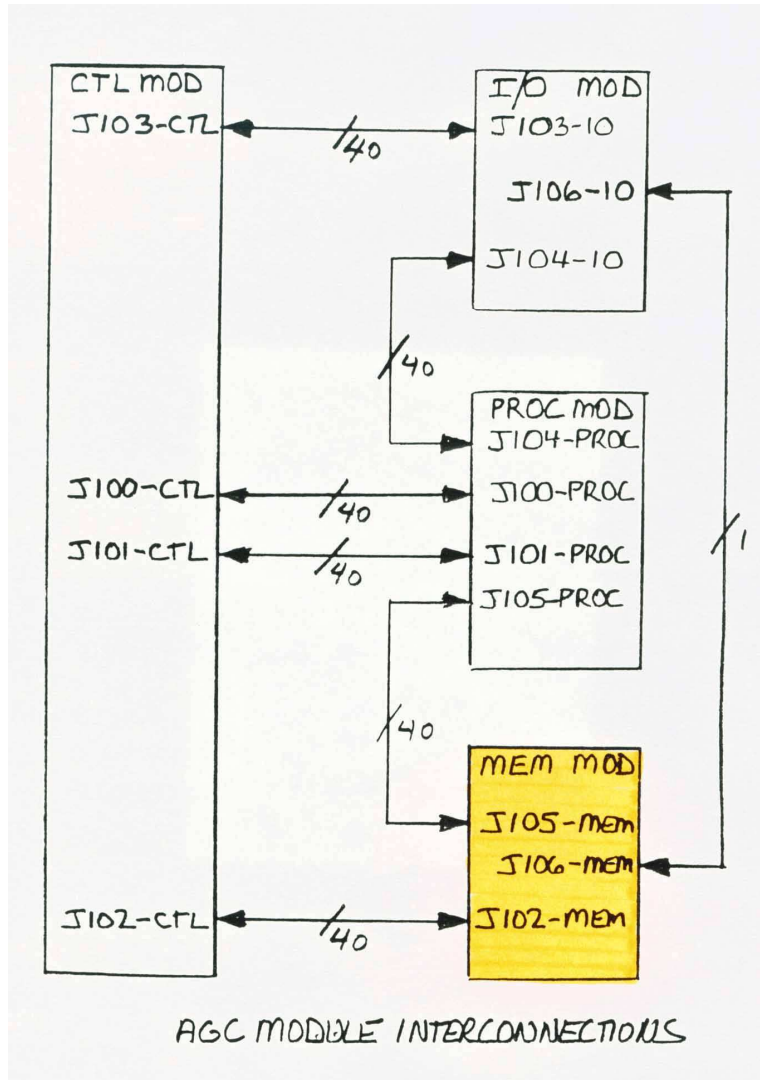 CTL MOD
J103-CTL
J100-CTL
J101-CTL
J102-CTL
I/O MOD
J103-IO
J106-IO
J104-IO
PROC MOD
J104-PROC
J100-PROC
J101-PROC
J105-PROC
MEM MOD
J105-MEM
J106-MEM
J102-MEM
40
40
40
40
40
40
1
AGC MODULE INTERCONNECTIONS